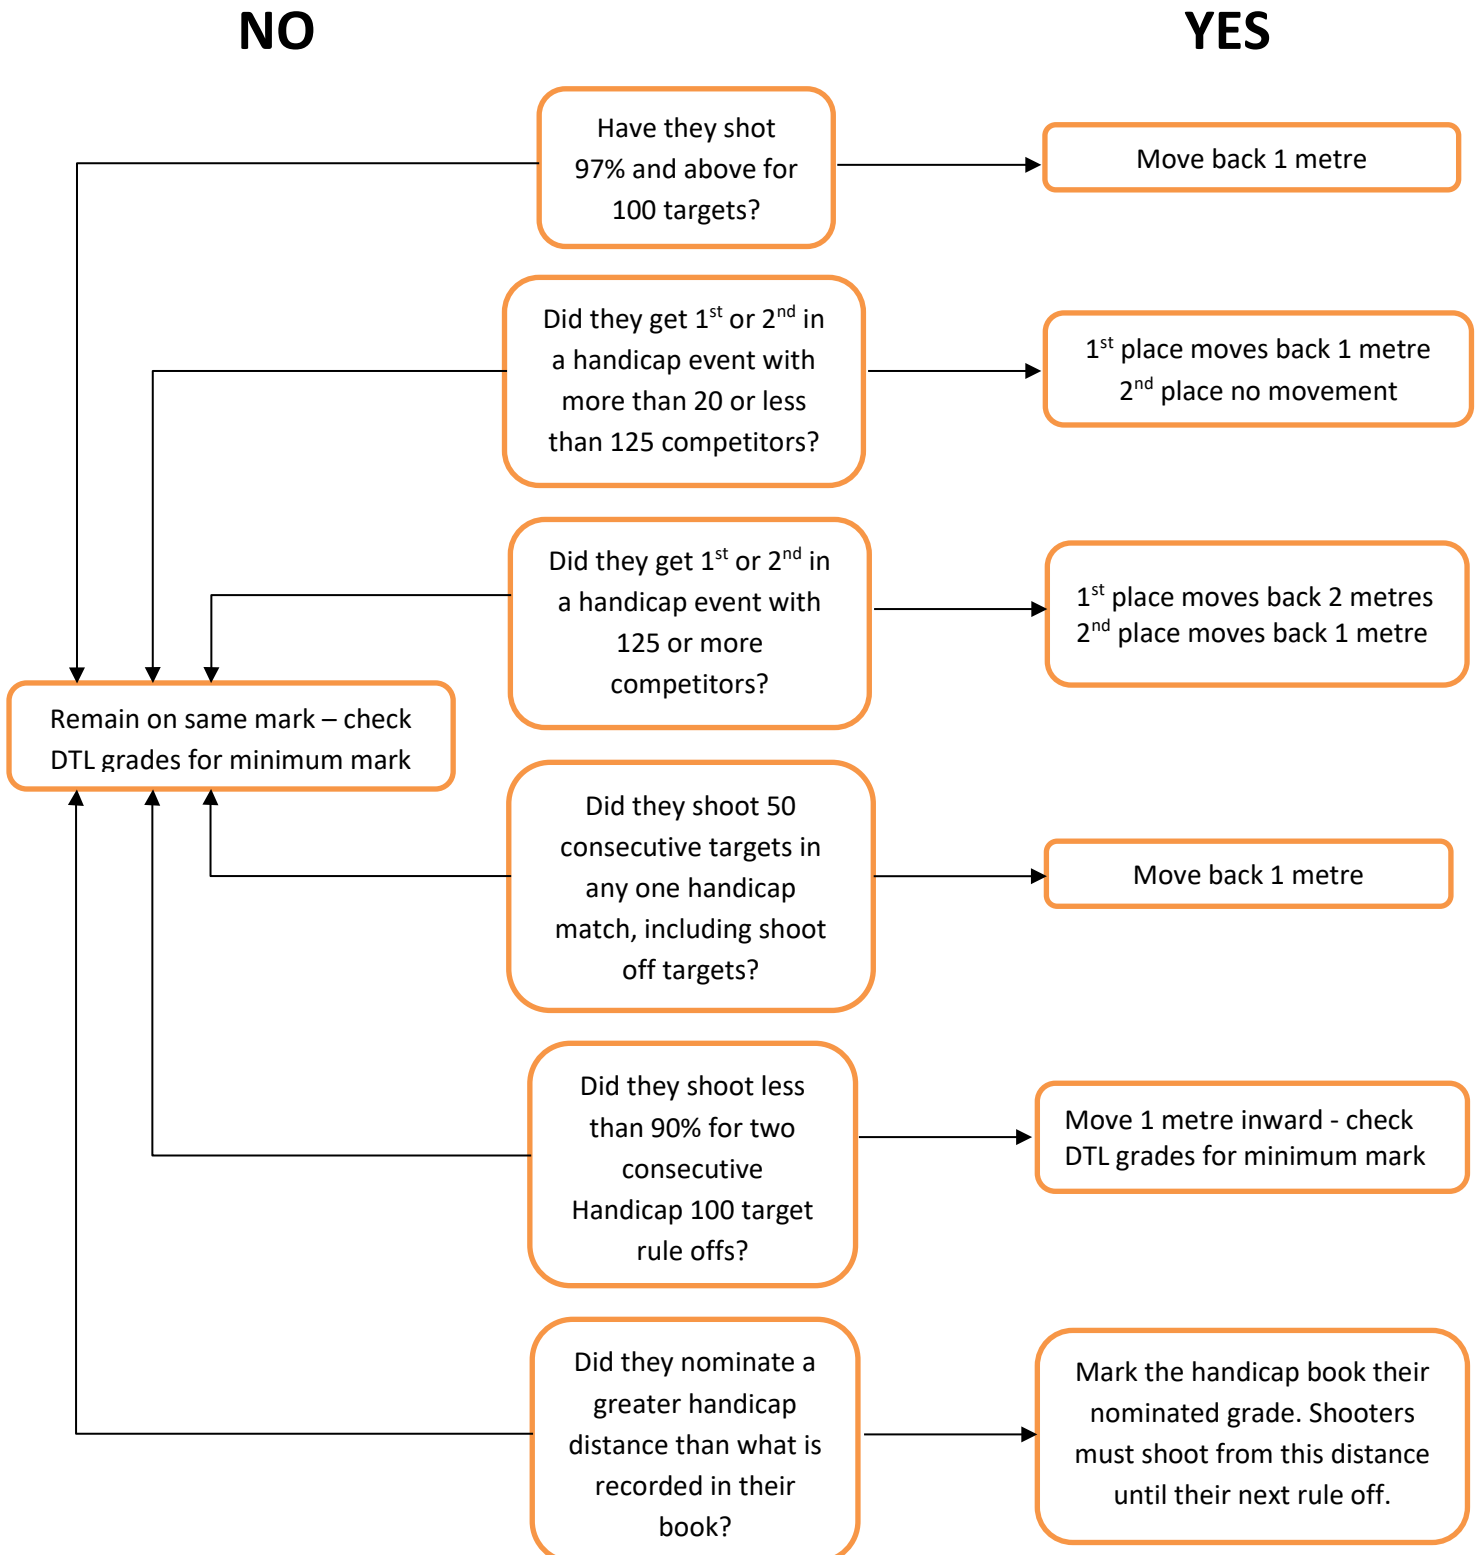 NO
YES
Have they shot
97% and above for
100 targets?
Move back 1 metre
Did they get 1st or 2nd in
a handicap event with
more than 20 or less
than 125 competitors?
1st place moves back 1 metre
2nd place no movement
Did they get 1st or 2nd in
a handicap event with
125 or more
competitors?
1st place moves back 2 metres
2nd place moves back 1 metre
Remain on same mark – check
DTL grades for minimum mark
Did they shoot 50
consecutive targets in
any one handicap
match, including shoot
off targets?
Move back 1 metre
Did they shoot less
than 90% for two
consecutive
Handicap 100 target
rule offs?
Move 1 metre inward - check
DTL grades for minimum mark
Did they nominate a
greater handicap
distance than what is
recorded in their
book?
Mark the handicap book their
nominated grade. Shooters
must shoot from this distance
until their next rule off.